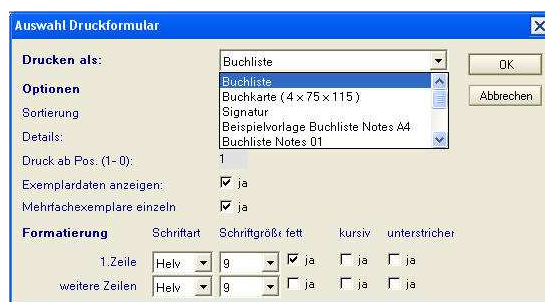 Auswahl Druckformular
Drucken als: Buchliste OK
Buchliste
Optionen Buchkarte ( 4 x 75 x 115 ) Abbrechen
Sortierung Signatur
Beispielvorlage Buchliste Notes A4
Details: Buchliste Notes 01
Druck ab Pos. (1- 0): 1
Exemplardaten anzeigen: ja
Mehrfachexemplare einzeln ja
Formatierung Schriftart Schriftgröße fett kursiv unterstricher
1.Zeile Helv 9 ja ja ja
weitere Zeilen Helv 9 ja ja ja